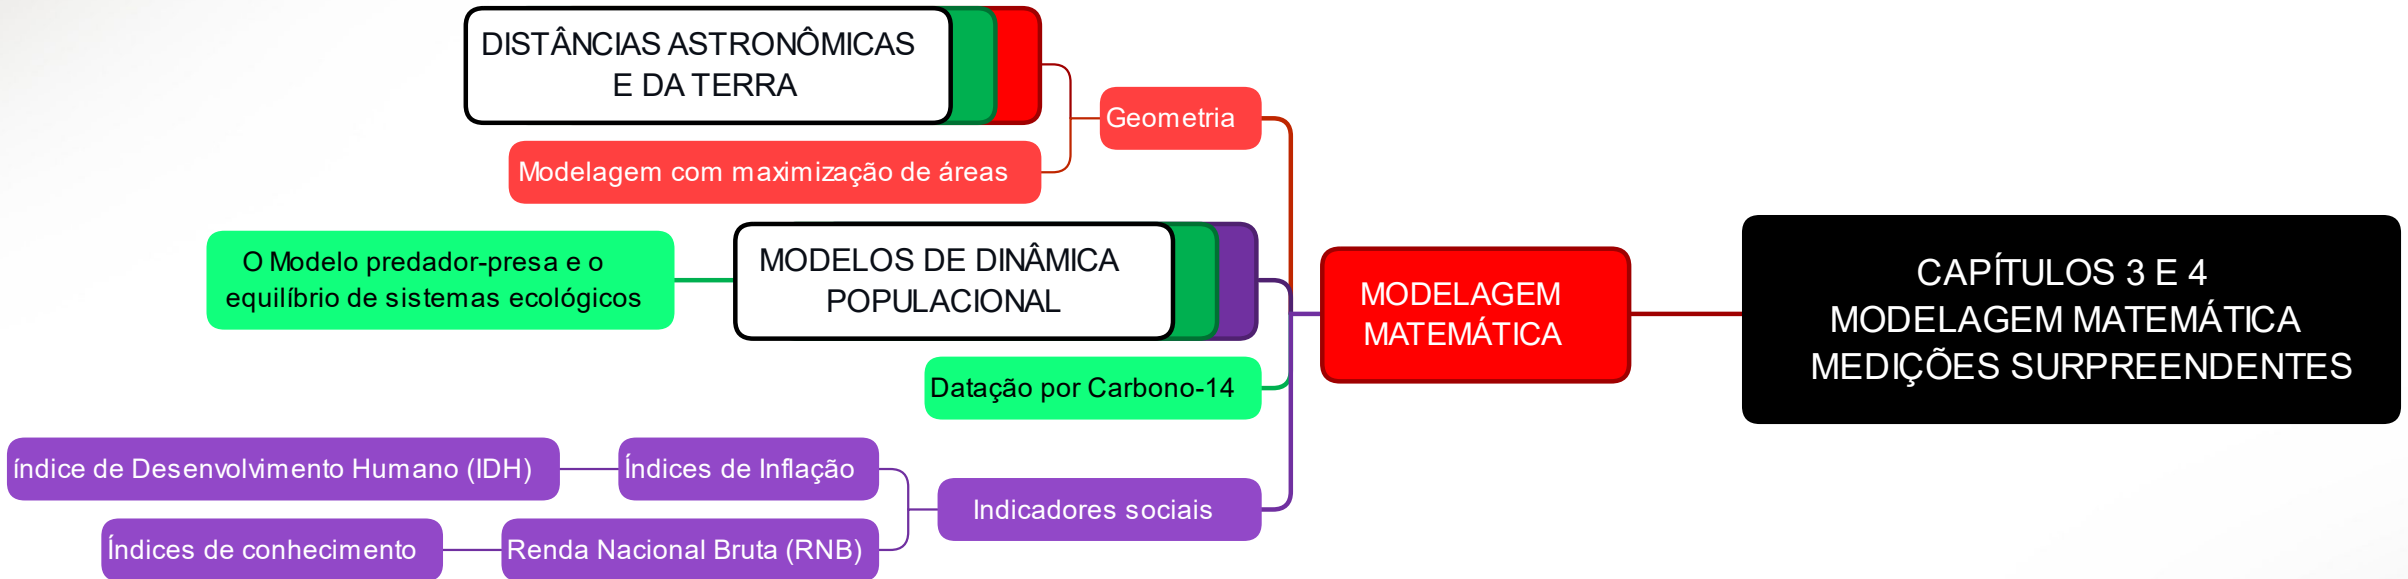 DISTÂNCIAS ASTRONÔMICAS
E DA TERRA
Geometria
Modelagem com maximização de áreas
O Modelo predador-presa e o
equilíbrio de sistemas ecológicos
MODELOS DE DINÂMICA
POPULACIONAL
MODELAGEM
MATEMÁTICA
CAPÍTULOS 3 E 4
MODELAGEM MATEMÁTICA
MEDIÇÕES SURPREENDENTES
Datação por Carbono-14
índice de Desenvolvimento Humano (IDH)
Índices de Inflação
Indicadores sociais
Índices de conhecimento
Renda Nacional Bruta (RNB)